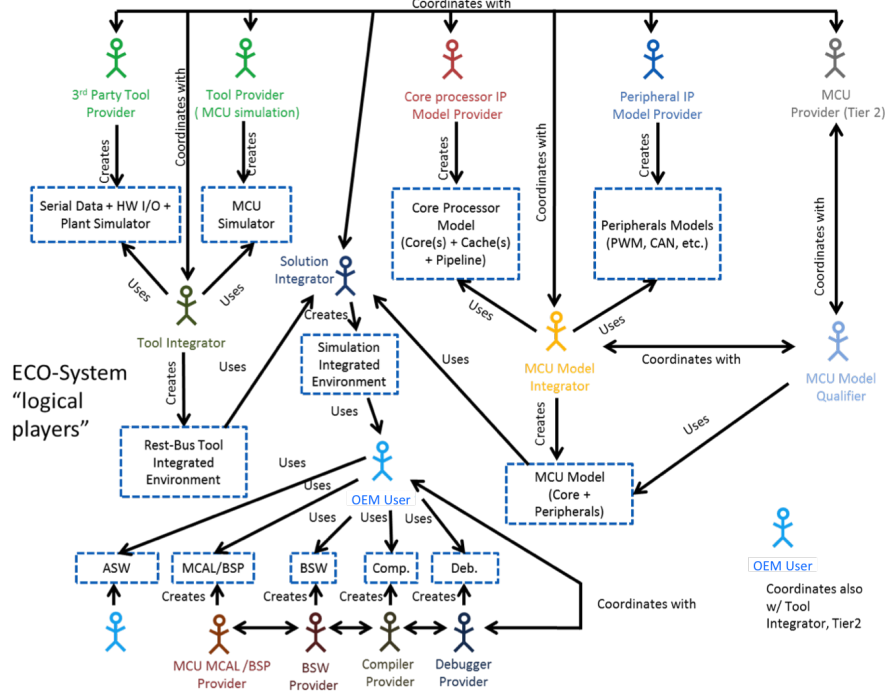 Coordinates with
3rd Party Tool
Provider
Tool Provider
( MCU simulation)
Core processor IP
Model Provider
Peripheral IP
Model Provider
MCU
Provider (Tier 2)
Coordinates with
Creates
Creates
Creates
Creates
Coordinates with
Coordinates with
Serial Data + HW I/O +
Plant Simulator
MCU
Simulator
Core Processor
Model
(Core(s) + Cache(s)
+ Pipeline)
Peripherals Models
(PWM, CAN, etc.)
Solution
Integrator
Uses
Uses
Uses
Uses
Tool Integrator
Creates
Simulation
Integrated
Environment
MCU Model
Integrator
Coordinates with
MCU Model
Qualifier
ECO-System
“logical
players”
Creates
Uses
Uses
Uses
Creates
Uses
Rest-Bus Tool
Integrated
Environment
MCU Model
(Core +
Peripherals)
OEM User
Uses
Uses
Uses
Uses
Uses
ASW
MCAL/BSP
BSW
Comp.
Deb.
Creates
Creates
Creates
Creates
Coordinates with
MCU MCAL /BSP
Provider
BSW
Provider
Compiler
Provider
Debugger
Provider
OEM User
Coordinates also
w/ Tool
Integrator, Tier2